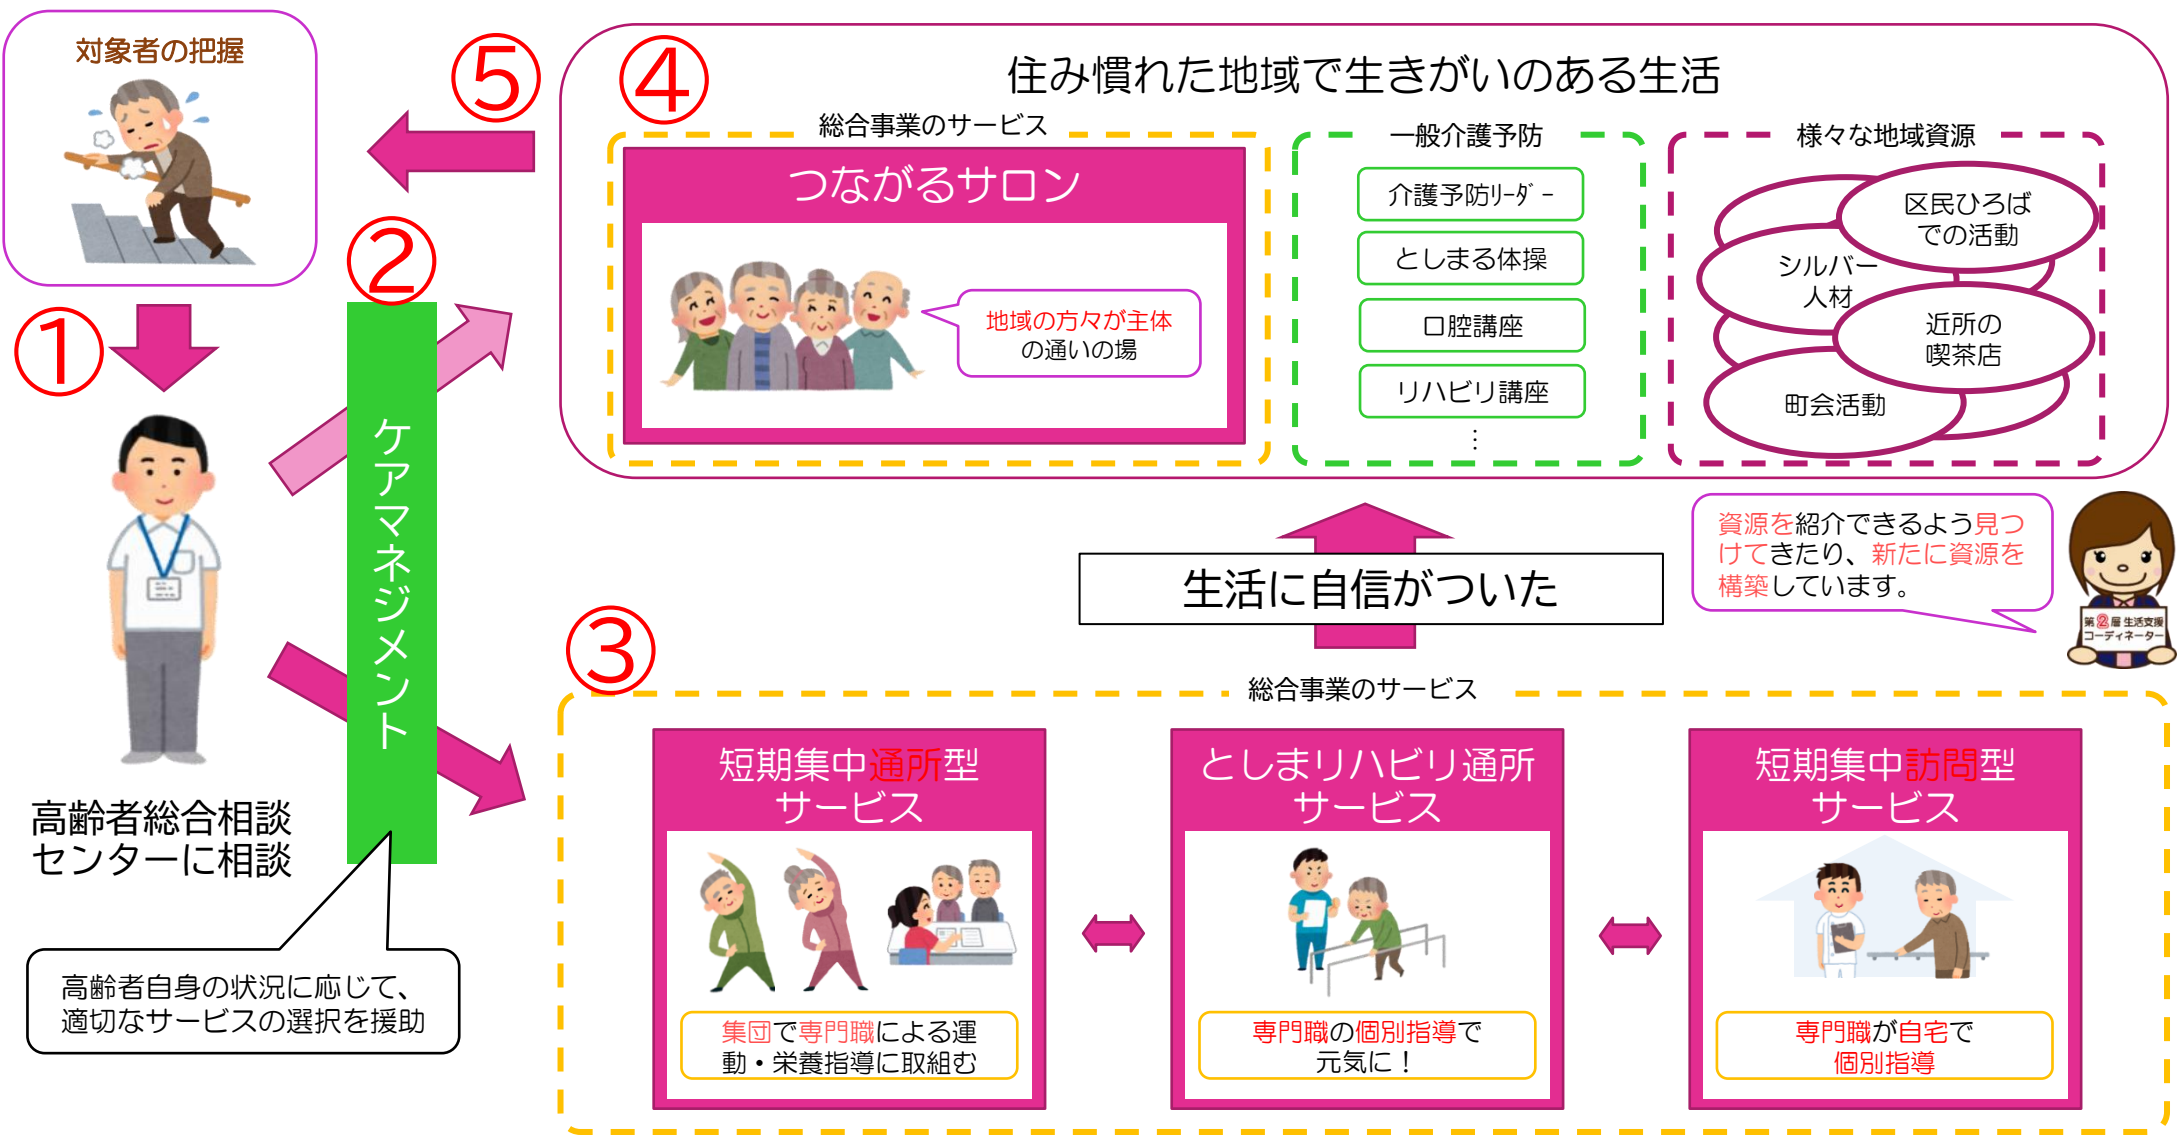 対象者の把握
①
高齢者総合相談
センターに相談
②
ケアマネジメント
高齢者自身の状況に応じて、
適切なサービスの選択を援助
⑤
④
住み慣れた地域で生きがいのある生活
総合事業のサービス
つながるサロン
地域の方々が主体
の通いの場
一般介護予防
介護予防ﾘｰﾀﾞｰ
としまる体操
口腔講座
リハビリ講座
…
様々な地域資源
区民ひろば
での活動
シルバー
人材
近所の
喫茶店
町会活動
資源を紹介できるよう見つ
けてきたり、新たに資源を
構築しています。
第2層 生活支援
コーディネーター
生活に自信がついた
③
総合事業のサービス
短期集中通所型
サービス
集団で専門職による運
動・栄養指導に取組む
としまリハビリ通所
サービス
専門職の個別指導で
元気に！
短期集中訪問型
サービス
専門職が自宅で
個別指導